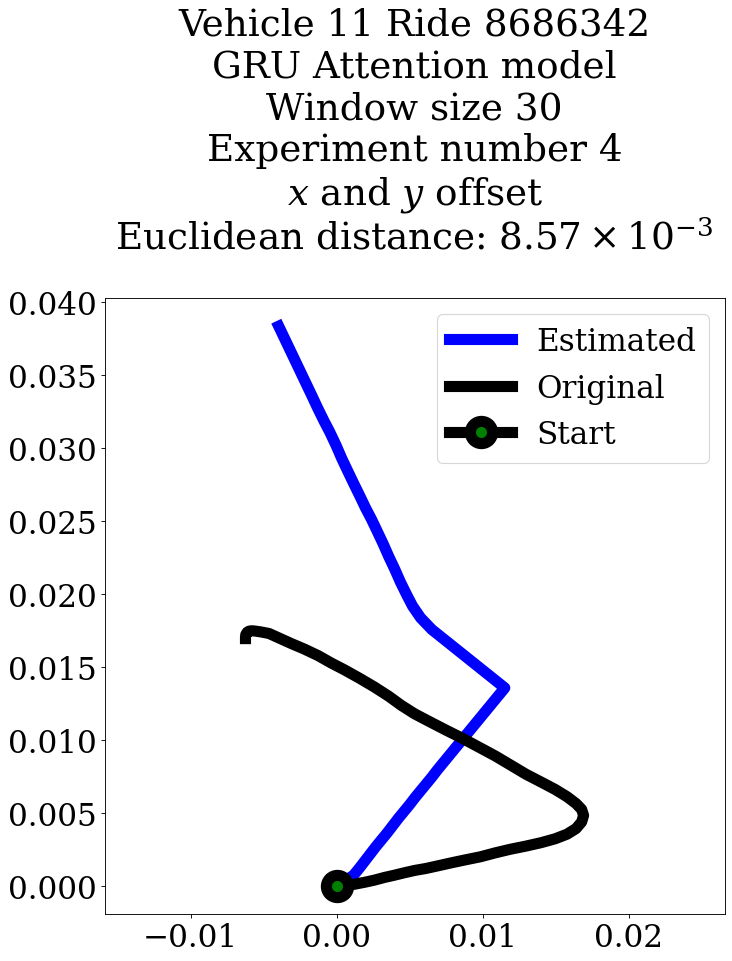 Vehicle 11 Ride 8686342
GRU Attention model
Window size 30
Experiment number 4
x and y offset
Euclidean distance: 8.57 × 10⁻³
0.040
0.035
0.030
0.025
0.020
0.015
0.010
0.005
0.000
Estimated
Original
Start
−0.01 0.00 0.01 0.02